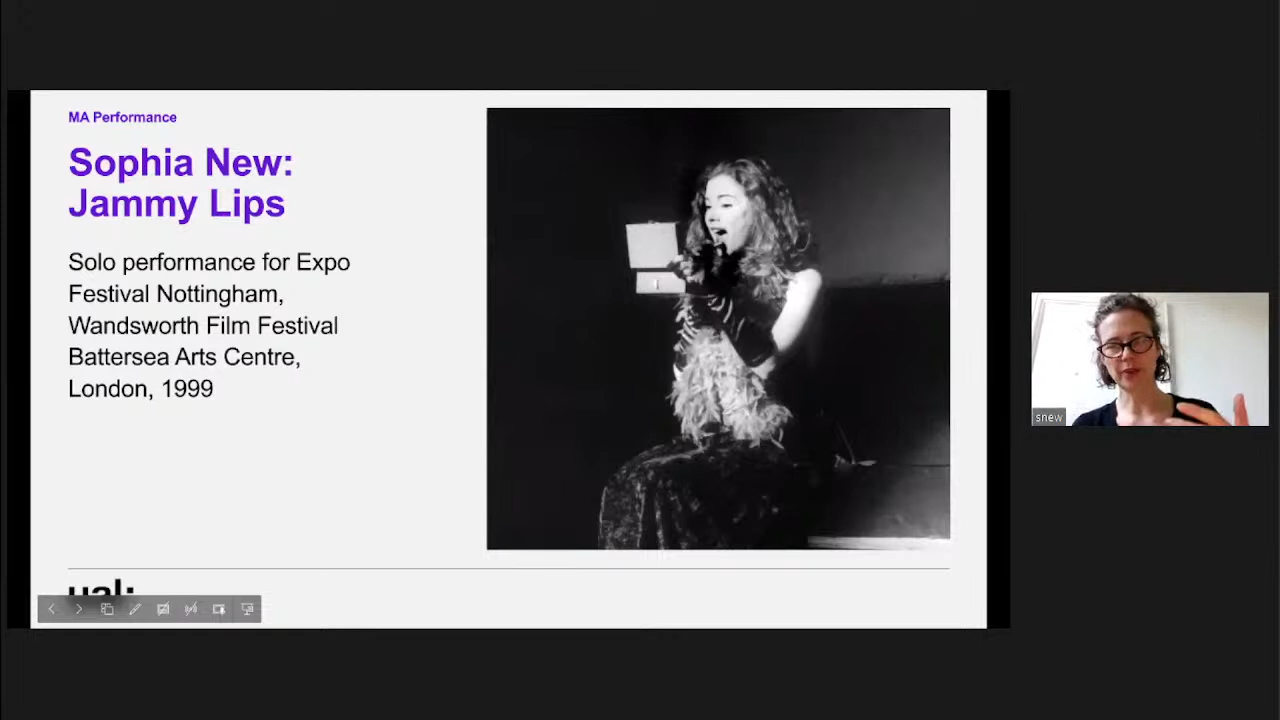 MA Performance
Sophia New:
Jammy Lips
Solo performance for Expo
Festival Nottingham,
Wandsworth Film Festival
Battersea Arts Centre,
London, 1999
ual:
snew